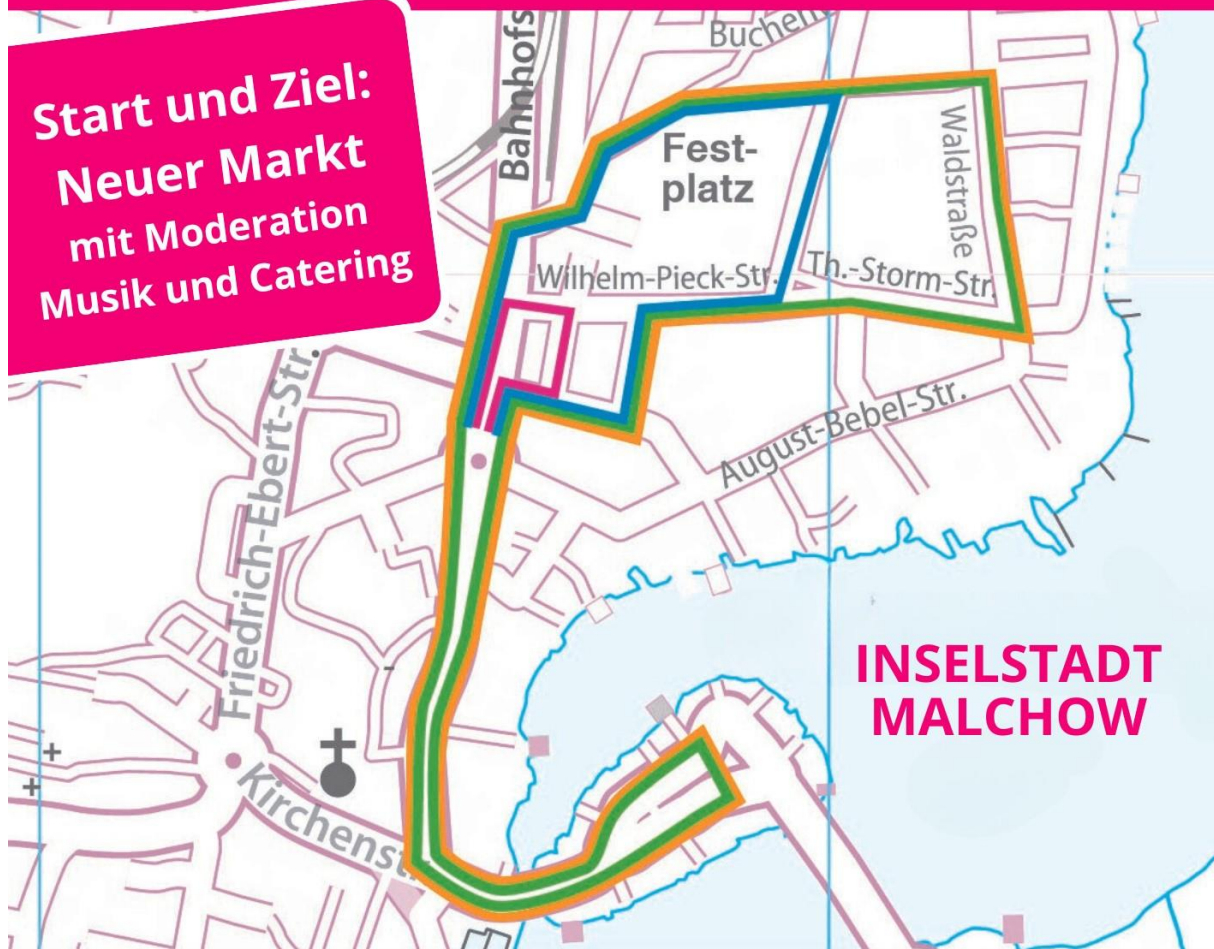 Start und Ziel:
Neuer Markt
mit Moderation
Musik und Catering
Bahnhofs
Buchen
Fest-
platz
Waldstraße
Wilhelm-Pieck-Str.
Th.-Storm-Str.
Friedrich-Ebert-Str.
August-Bebel-Str.
INSELSTADT
MALCHOW
Kirchenstr.